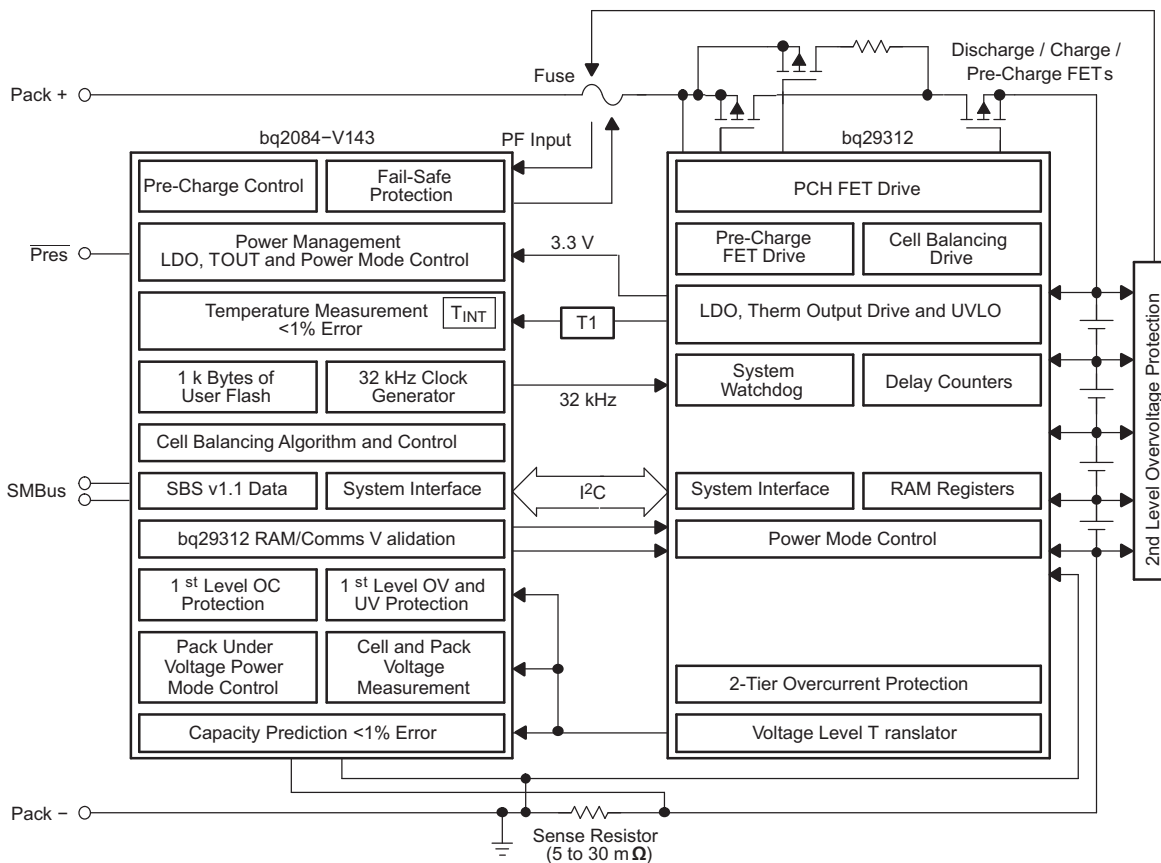 Discharge / Charge /
Pre-Charge FETs
Fuse
Pack +
bq2084−V143
PF Input
bq29312
Pre-Charge Control
Fail-Safe
Protection
PCH FET Drive
Pres
Power Management
LDO, TOUT and Power Mode Control
3.3 V
Pre-Charge
FET Drive
Cell Balancing
Drive
Temperature Measurement
<1% Error
TINT
T1
LDO, Therm Output Drive and UVLO
1 k Bytes of
User Flash
32 kHz Clock
Generator
32 kHz
System
Watchdog
Delay Counters
2nd Level Overvoltage Protection
Cell Balancing Algorithm and Control
SMBus
SBS v1.1 Data
System Interface
I2C
System Interface
RAM Registers
bq29312 RAM/Comms V alidation
Power Mode Control
1 st Level OC
Protection
1 st Level OV and
UV Protection
Pack Under
Voltage Power
Mode Control
Cell and Pack
Voltage
Measurement
2-Tier Overcurrent Protection
Capacity Prediction <1% Error
Voltage Level T ranslator
Pack −
Sense Resistor
(5 to 30 mΩ)